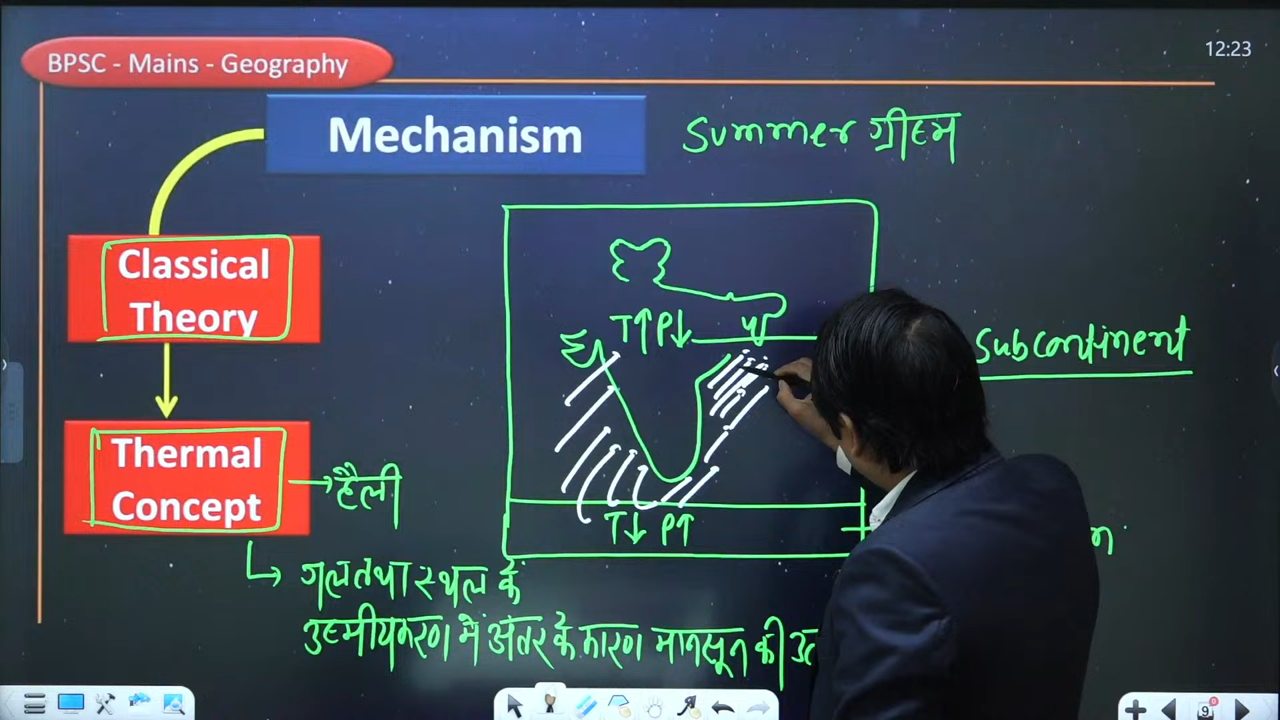 BPSC - Mains - Geography
12:23
Mechanism
Summer ग्रीष्म
Classical
Theory
T↑ P↓
Subcontinent
Thermal
Concept
→ हैली
T↓ P↑
जल तथा स्थल के
उष्मीयकरण में अंतर के कारण मानसून की